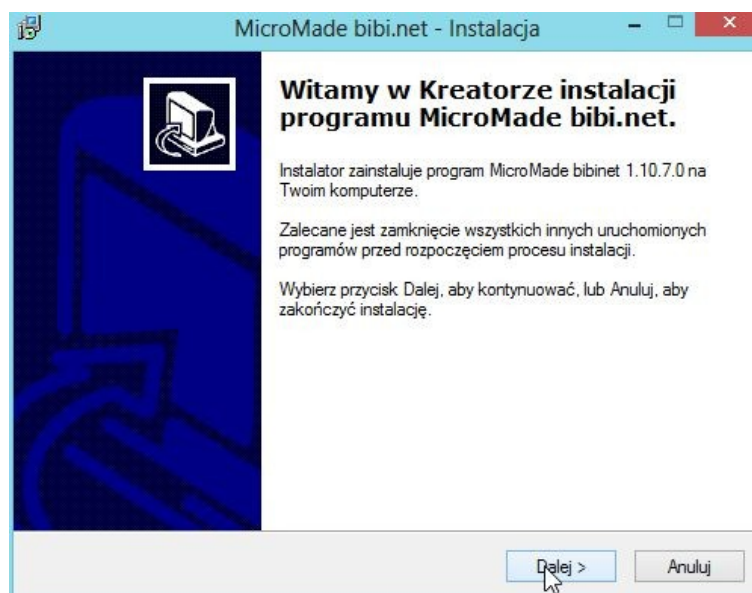 MicroMade bibi.net - Instalacja
Witamy w Kreatorze instalacji
programu MicroMade bibi.net.
Instalator zainstaluje program MicroMade bibinet 1.10.7.0 na
Twoim komputerze.
Zalecane jest zamknięcie wszystkich innych uruchomionych
programów przed rozpoczęciem procesu instalacji.
Wybierz przycisk Dalej, aby kontynuować, lub Anuluj, aby
zakończyć instalację.
Dalej >
Anuluj